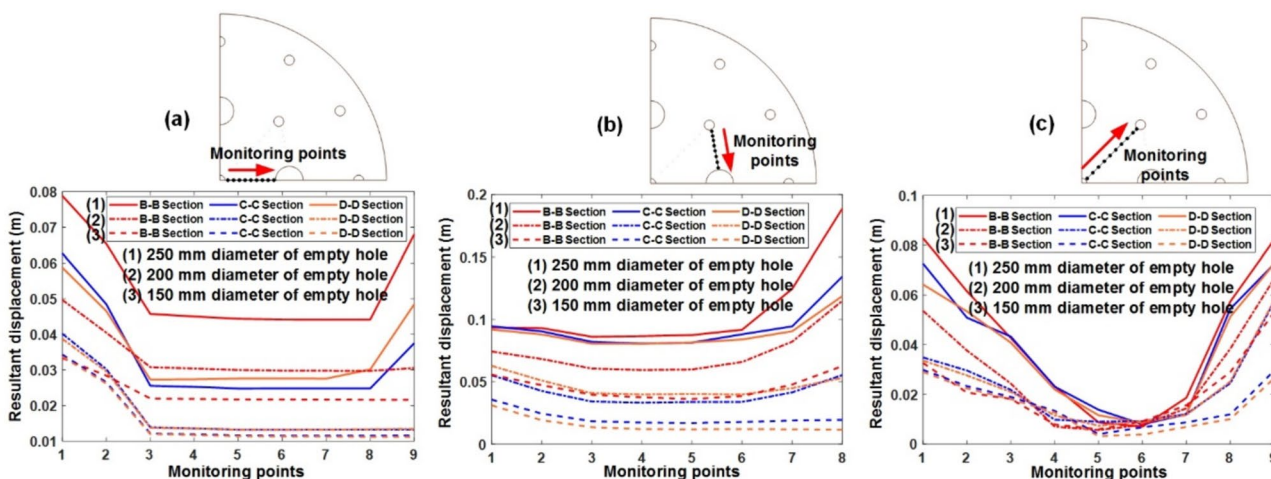 (a)
Monitoring points
Resultant displacement (m)
0.08
0.07
0.06
0.05
0.04
0.03
0.02
0.01
(1) B-B Section C-C Section D-D Section
(2) B-B Section C-C Section D-D Section
(3) B-B Section C-C Section D-D Section
(1) 250 mm diameter of empty hole
(2) 200 mm diameter of empty hole
(3) 150 mm diameter of empty hole
1 2 3 4 5 6 7 8 9
Monitoring points
(b)
Monitoring
points
Resultant displacement (m)
0.2
0.15
0.1
0.05
0
(1) B-B Section C-C Section D-D Section
(2) B-B Section C-C Section D-D Section
(3) B-B Section C-C Section D-D Section
(1) 250 mm diameter of empty hole
(2) 200 mm diameter of empty hole
(3) 150 mm diameter of empty hole
1 2 3 4 5 6 7 8
Monitoring points
(c)
Monitoring
points
Resultant displacement (m)
0.1
0.08
0.06
0.04
0.02
0
(1) B-B Section C-C Section D-D Section
(2) B-B Section C-C Section D-D Section
(3) B-B Section C-C Section D-D Section
(1) 250 mm diameter of empty hole
(2) 200 mm diameter of empty hole
(3) 150 mm diameter of empty hole
1 2 3 4 5 6 7 8 9
Monitoring points